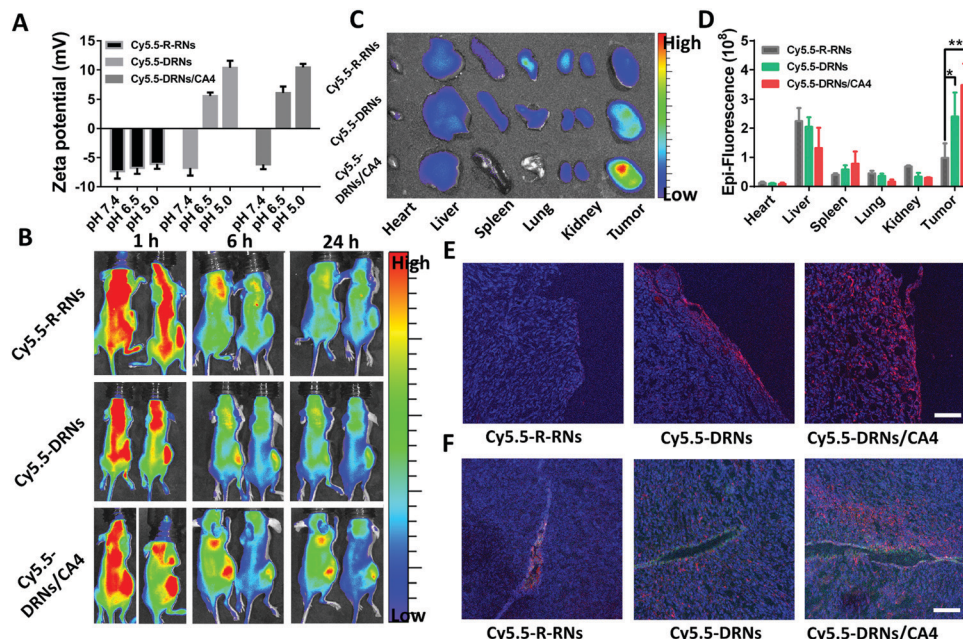 A
Zeta potential (mV)
15
10
5
0
-5
-10
Cy5.5-R-RNs
Cy5.5-DRNs
Cy5.5-DRNs/CA4
pH 7.4
pH 6.5
pH 5.0
pH 7.4
pH 6.5
pH 5.0
pH 7.4
pH 6.5
pH 5.0
B
1 h
6 h
24 h
Cy5.5-R-RNs
Cy5.5-DRNs
Cy5.5-
DRNs/CA4
High
Low
C
Cy5.5-R-RNs
Cy5.5-DRNs
Cy5.5-
DRNs/CA4
Heart
Liver
Spleen
Lung
Kidney
Tumor
High
Low
D
Epi-Fluorescence (10⁸)
5
4
3
2
1
0
Cy5.5-R-RNs
Cy5.5-DRNs
Cy5.5-DRNs/CA4
**
*
Heart
Liver
Spleen
Lung
Kidney
Tumor
E
Cy5.5-R-RNs
Cy5.5-DRNs
Cy5.5-DRNs/CA4
F
Cy5.5-R-RNs
Cy5.5-DRNs
Cy5.5-DRNs/CA4